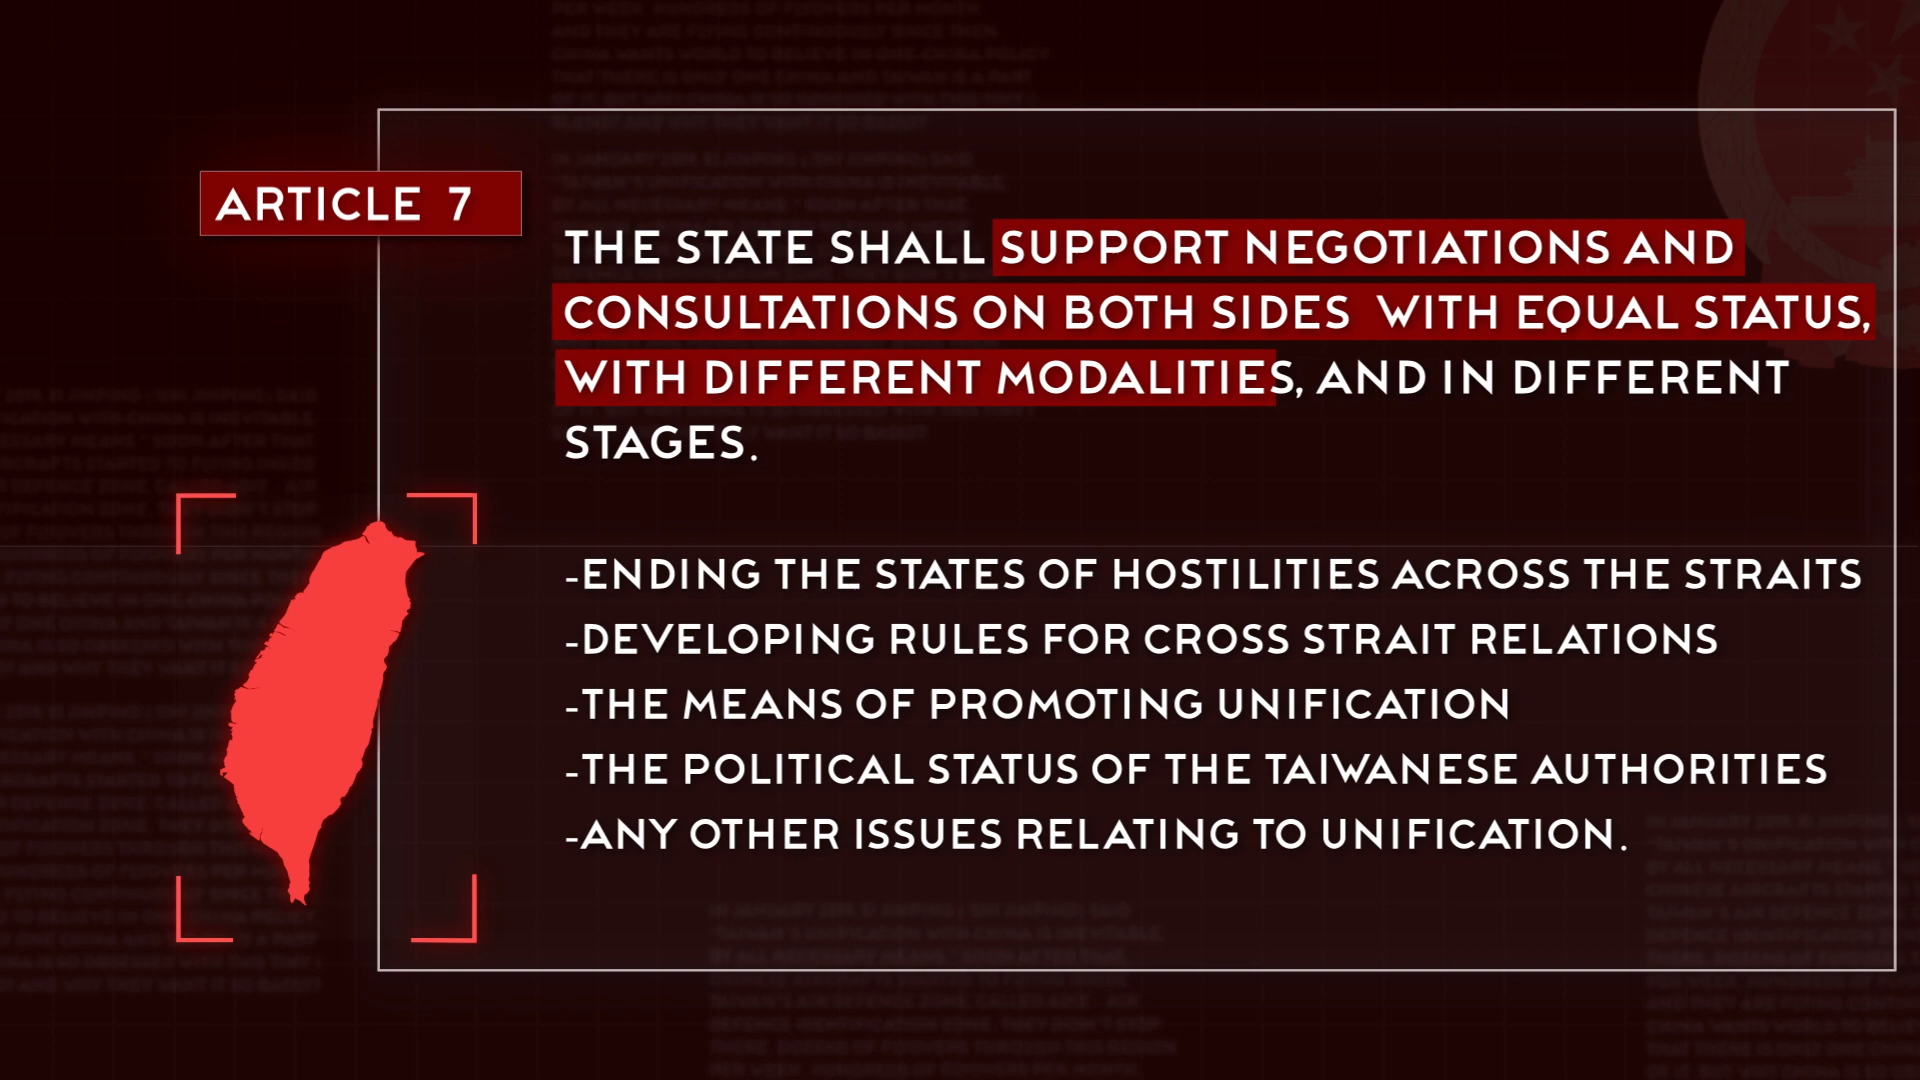 ARTICLE 7
THE STATE SHALL SUPPORT NEGOTIATIONS AND
CONSULTATIONS ON BOTH SIDES WITH EQUAL STATUS,
WITH DIFFERENT MODALITIES, AND IN DIFFERENT
STAGES.
-ENDING THE STATES OF HOSTILITIES ACROSS THE STRAITS
-DEVELOPING RULES FOR CROSS STRAIT RELATIONS
-THE MEANS OF PROMOTING UNIFICATION
-THE POLITICAL STATUS OF THE TAIWANESE AUTHORITIES
-ANY OTHER ISSUES RELATING TO UNIFICATION.